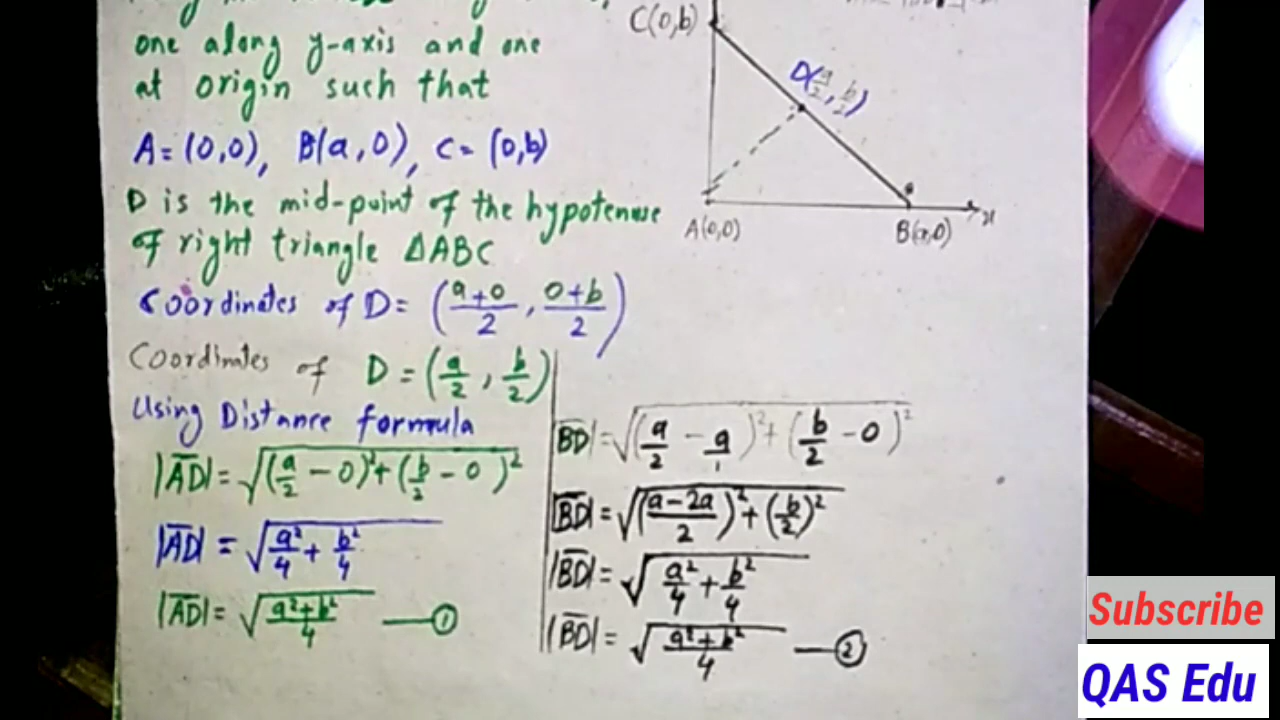 one along y-axis and one
at origin such that
A = (0,0), B(a,0), C = (0,b)
D is the mid-point of the hypotenuse
of right triangle ΔABC
Coordinates of D = (a+0/2, 0+b/2)
Coordinates of D = (a/2, b/2)
Using Distance formula
|AD| = √(a/2 - 0)² + (b/2 - 0)²
|AD| = √a²/4 + b²/4
|AD| = √a²+b²/4 —①
|BD| = √(a/2 - a/1)² + (b/2 - 0)²
|BD| = √(a-2a/2)² + (b/2)²
|BD| = √a²/4 + b²/4
|BD| = √a²+b²/4 —②
C(0,b)
D(a/2, b/2)
A(0,0)
B(a,0)
x
Subscribe
QAS Edu